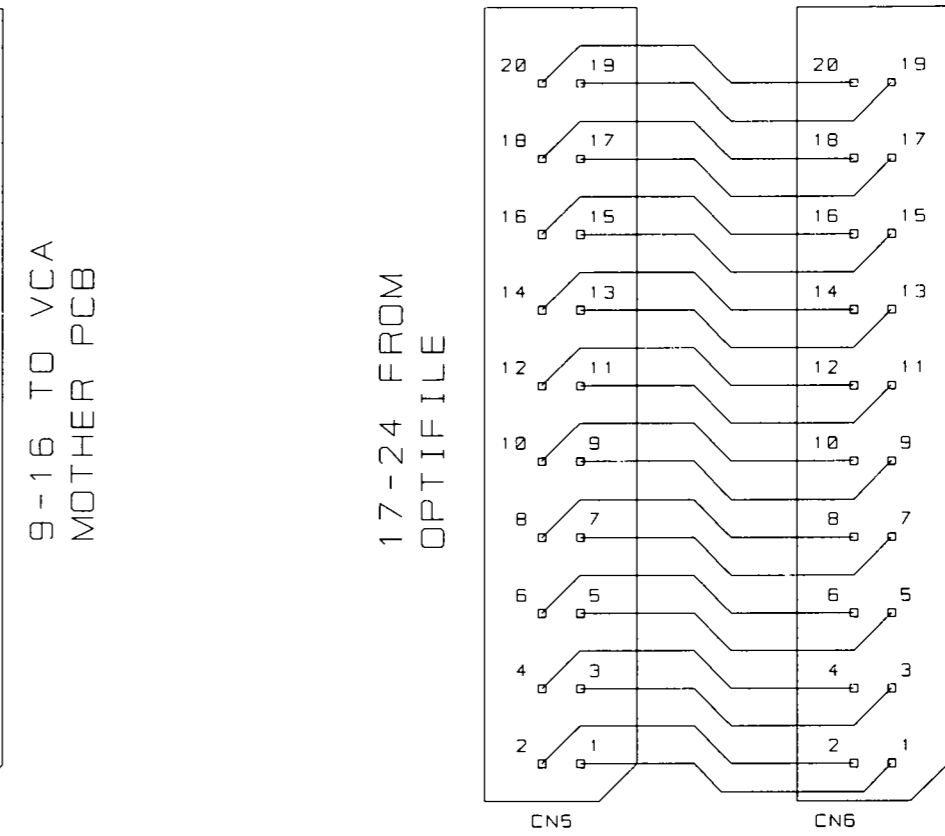 9-16 TO VCA
MOTHER PCB
17-24 FROM
OPTIFILE
20 19 20 19
18 17 18 17
16 15 16 15
14 13 14 13
12 11 12 11
10 9 10 9
8 7 8 7
6 5 6 5
4 3 4 3
2 1 2 1
CN5 CN6